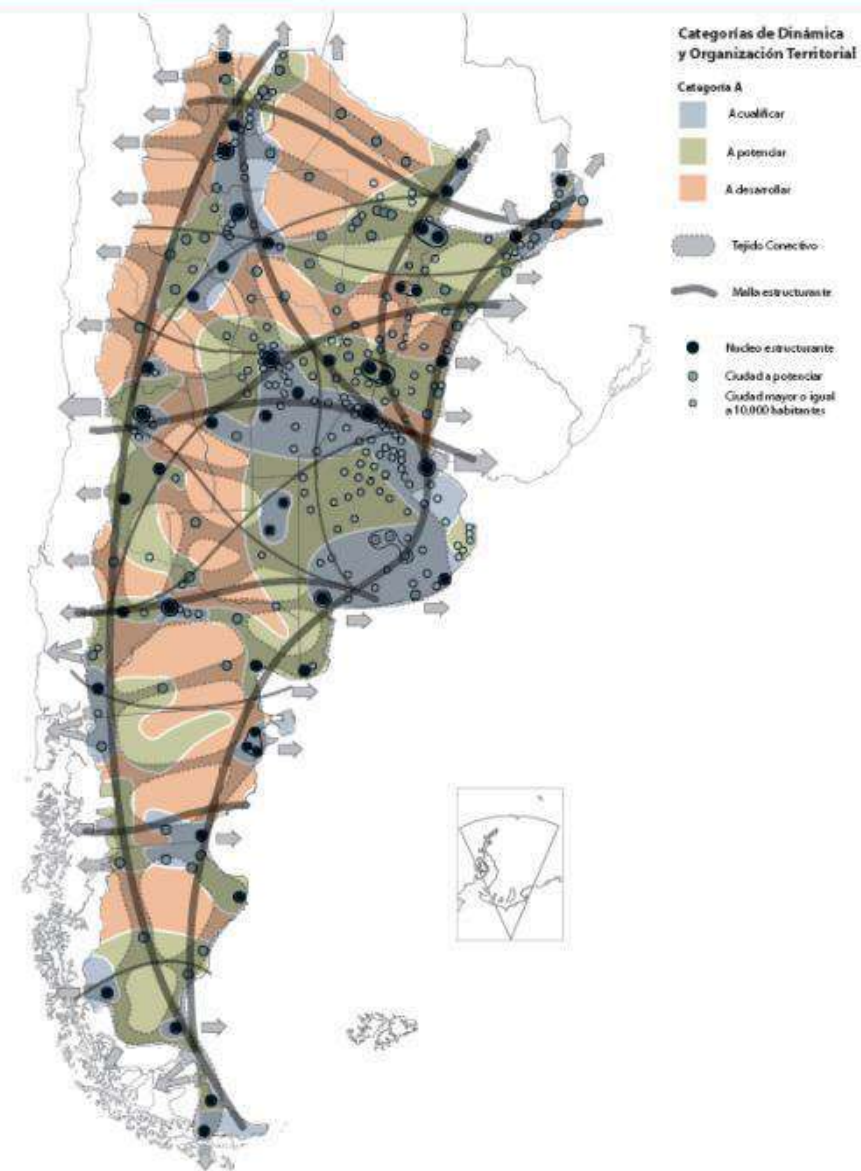 Categorías de Dinámica
y Organización Territorial
Categoría A
A cualificar
A potenciar
A desarrollar
Tejido Conectivo
Malla estructurante
Nucleo estructurante
Ciudad a potenciar
Ciudad mayor o igual
a 10.000 habitantes